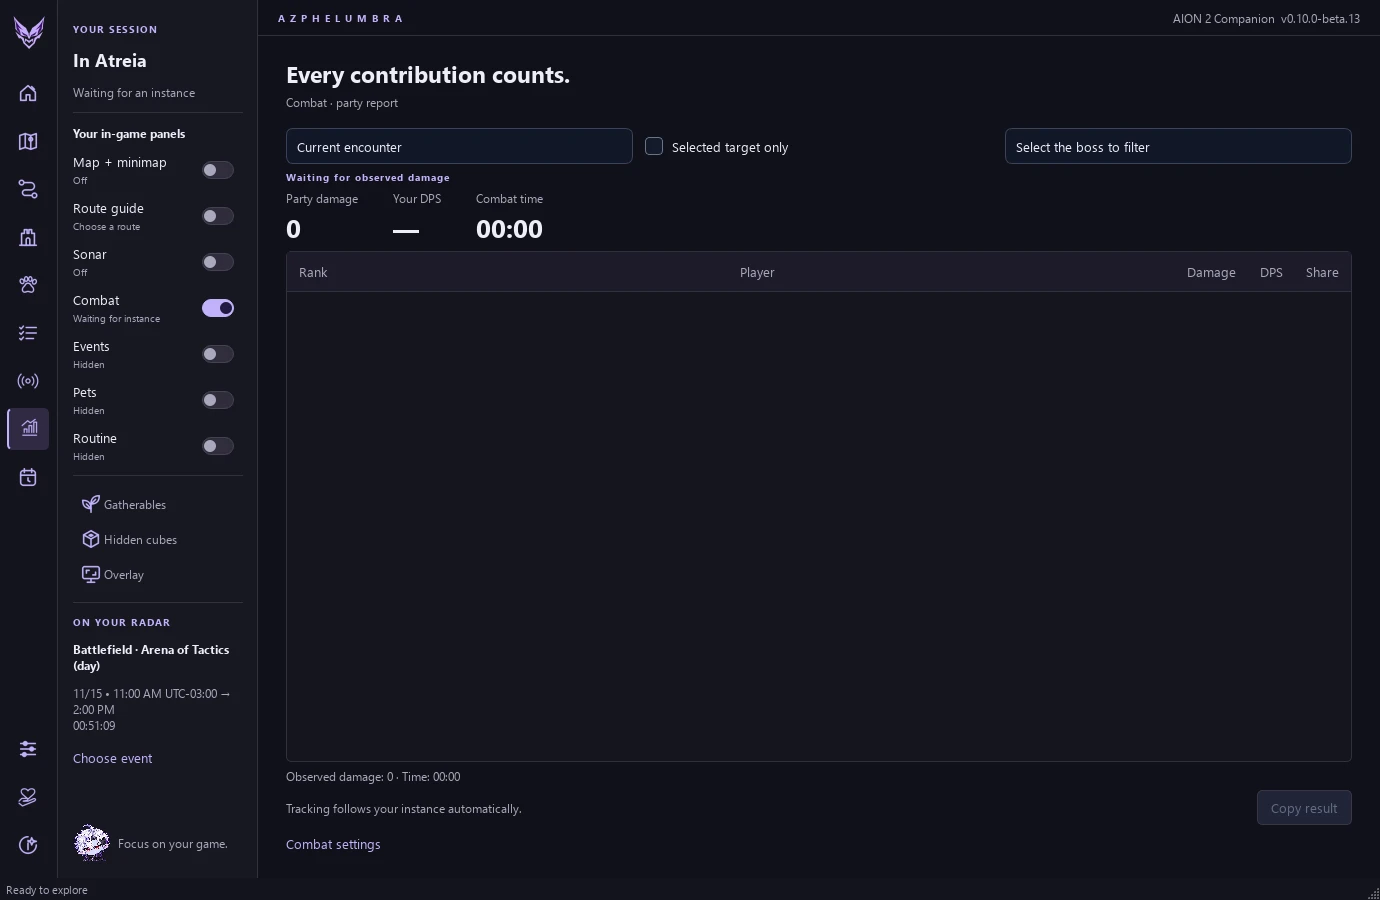 AZPHELUMBRA
AION 2 Companion v0.10.0-beta.13
YOUR SESSION
In Atreia
Waiting for an instance
Your in-game panels
Map + minimap
Off
Route guide
Choose a route
Sonar
Off
Combat
Waiting for instance
Events
Hidden
Pets
Hidden
Routine
Hidden
Gatherables
Hidden cubes
Overlay
ON YOUR RADAR
Battlefield · Arena of Tactics
(day)
11/15 • 11:00 AM UTC-03:00 →
2:00 PM
00:51:09
Choose event
Focus on your game.
Every contribution counts.
Combat · party report
Current encounter
Selected target only
Select the boss to filter
Waiting for observed damage
Party damage Your DPS Combat time
0 — 00:00
Rank Player Damage DPS Share
Observed damage: 0 · Time: 00:00
Tracking follows your instance automatically.
Copy result
Combat settings
Ready to explore